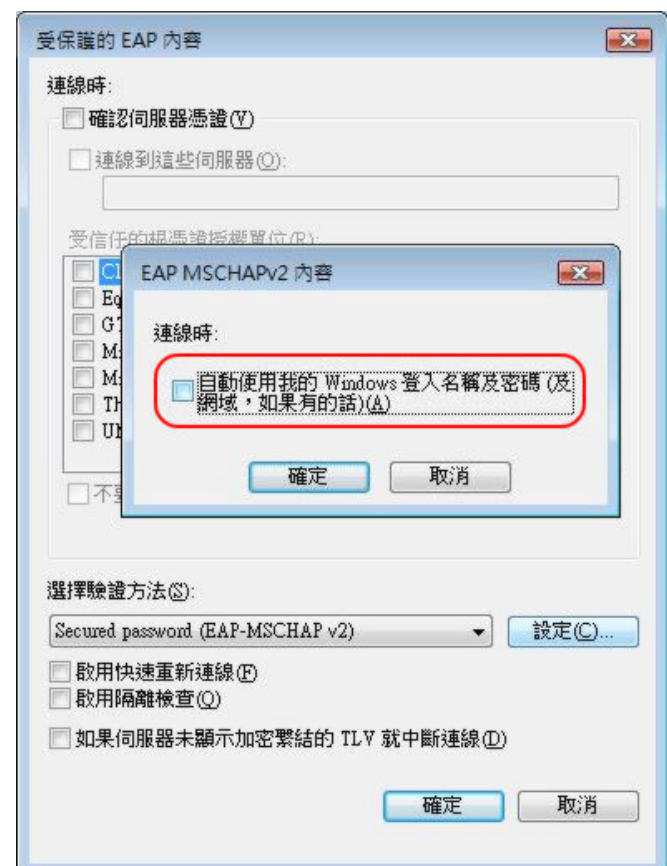 受保護的 EAP 內容
連線時:
確認伺服器憑證(V)
連線到這些伺服器(O):
受信任的根憑證授權單位(R):
EAP MSCHAPv2 內容
連線時:
自動使用我的 Windows 登入名稱及密碼 (及
網域，如果有的話)(A)
確定
取消
選擇驗證方法(S):
Secured password (EAP-MSCHAP v2)
設定(C)...
啟用快速重新連線(F)
啟用隔離檢查(Q)
如果伺服器未顯示加密繫結的 TLV 就中斷連線(D)
確定
取消